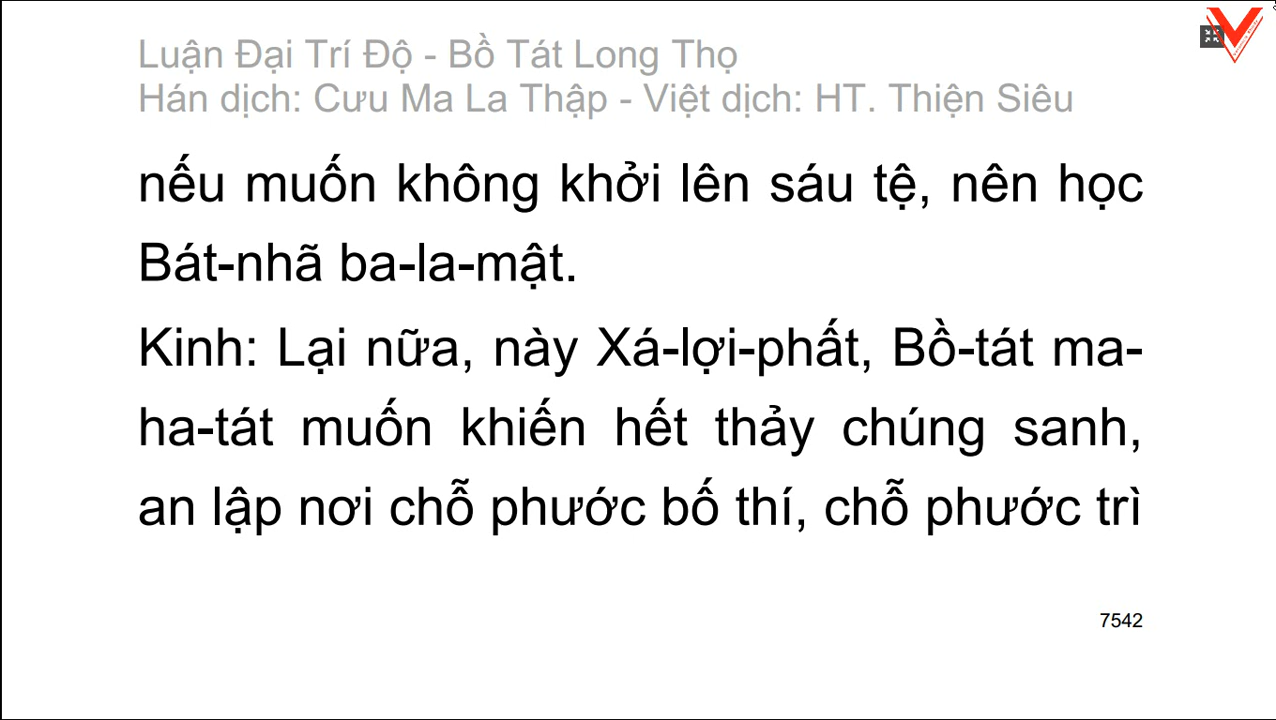 Luận Đại Trí Độ - Bồ Tát Long Thọ
Hán dịch: Cưu Ma La Thập - Việt dịch: HT. Thiện Siêu
nếu muốn không khởi lên sáu tệ, nên học
Bát-nhã ba-la-mật.
Kinh: Lại nữa, này Xá-lợi-phất, Bồ-tát ma-
ha-tát muốn khiến hết thảy chúng sanh,
an lập nơi chỗ phước bố thí, chỗ phước trì
7542